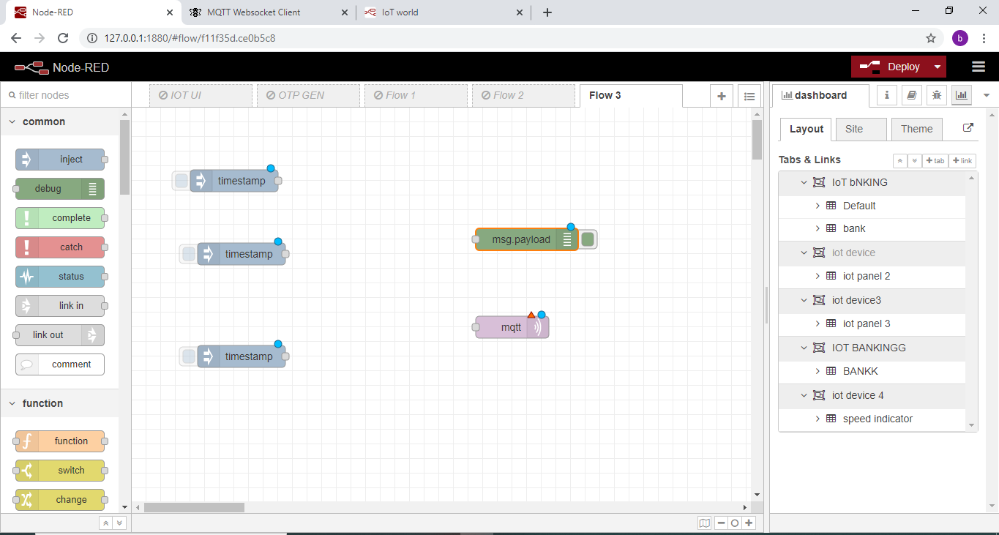 Node-RED
MQTT Websocket Client
IoT world
127.0.0.1:1880/#flow/f11f35d.ce0b5c8
b
Node-RED
Deploy
filter nodes
IOT UI
OTP GEN
Flow 1
Flow 2
Flow 3
dashboard
i
common
inject
debug
complete
catch
status
link in
link out
comment
function
function
switch
change
timestamp
timestamp
timestamp
msg.payload
mqtt
Layout
Site
Theme
Tabs & Links
tab
link
IoT bNKING
Default
bank
iot device
iot panel 2
iot device3
iot panel 3
IOT BANKINGG
BANKK
iot device 4
speed indicator